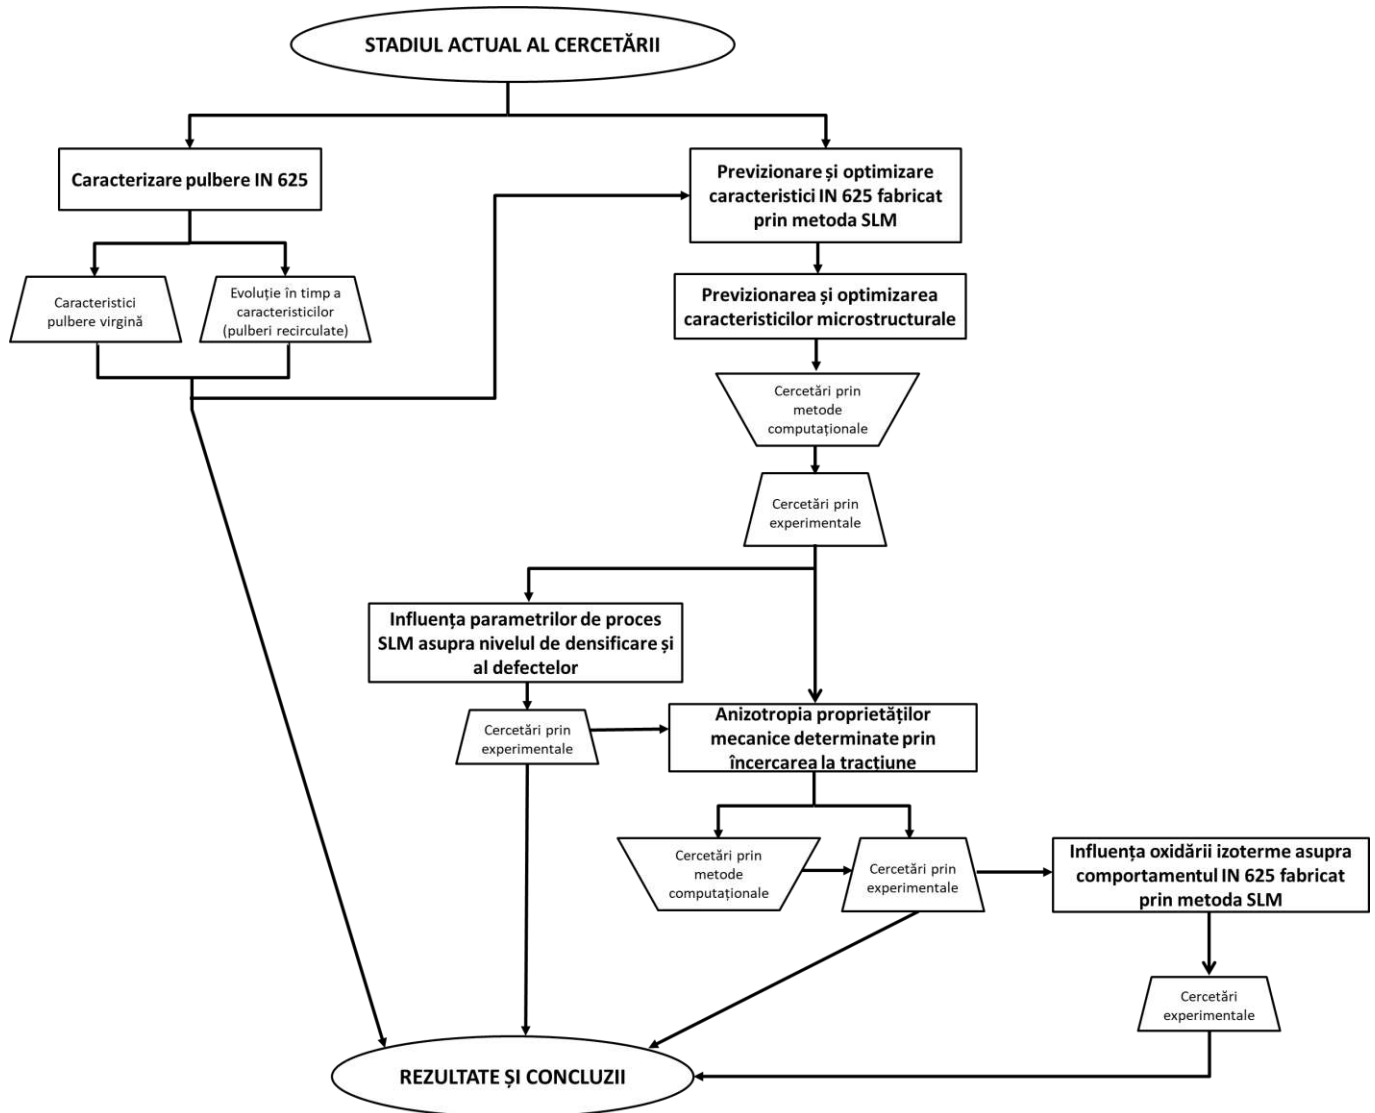 STADIUL ACTUAL AL CERCETĂRII
Caracterizare pulbere IN 625
Previzionare și optimizare
caracteristici IN 625 fabricat
prin metoda SLM
Caracteristici
pulbere virgină
Evoluție în timp a
caracteristicilor
(pulberi recirculate)
Previzionarea și optimizarea
caracteristicilor microstructurale
Cercetări prin
metode
computaționale
Cercetări prin
experimentale
Influența parametrilor de proces
SLM asupra nivelul de densificare și
al defectelor
Cercetări prin
experimentale
Anizotropia proprietăților
mecanice determinate prin
încercarea la tracțiune
Cercetări prin
metode
computaționale
Cercetări prin
experimentale
Influența oxidării izoterme asupra
comportamentul IN 625 fabricat
prin metoda SLM
Cercetări
experimentale
REZULTATE ȘI CONCLUZII